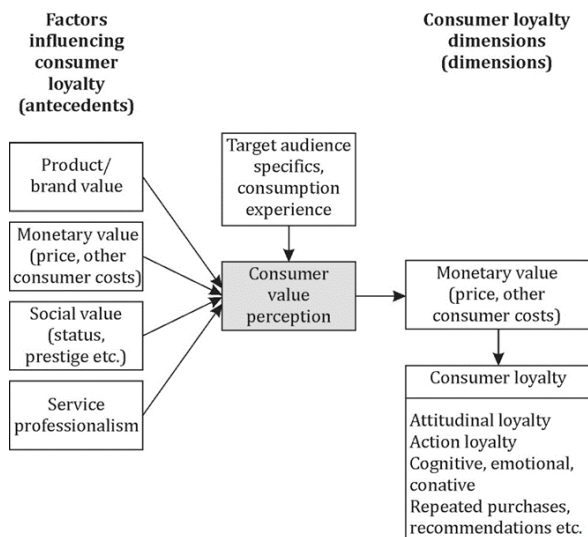 Factors
influencing
consumer
loyalty
(antecedents)
Consumer loyalty
dimensions
(dimensions)
Product/
brand value
Monetary value
(price, other
consumer costs)
Social value
(status,
prestige etc.)
Service
professionalism
Target audience
specifics,
consumption
experience
Consumer
value
perception
Monetary value
(price, other
consumer costs)
Consumer loyalty
Attitudinal loyalty
Action loyalty
Cognitive, emotional,
conative
Repeated purchases,
recommendations etc.